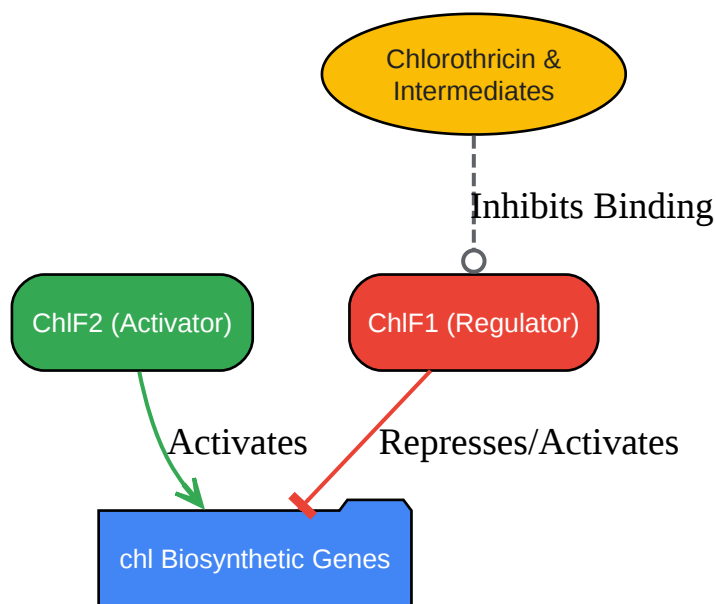 Chlorothricin &
Intermediates
Inhibits Binding
ChlF2 (Activator)
ChlF1 (Regulator)
Activates
Represses/Activates
chl Biosynthetic Genes